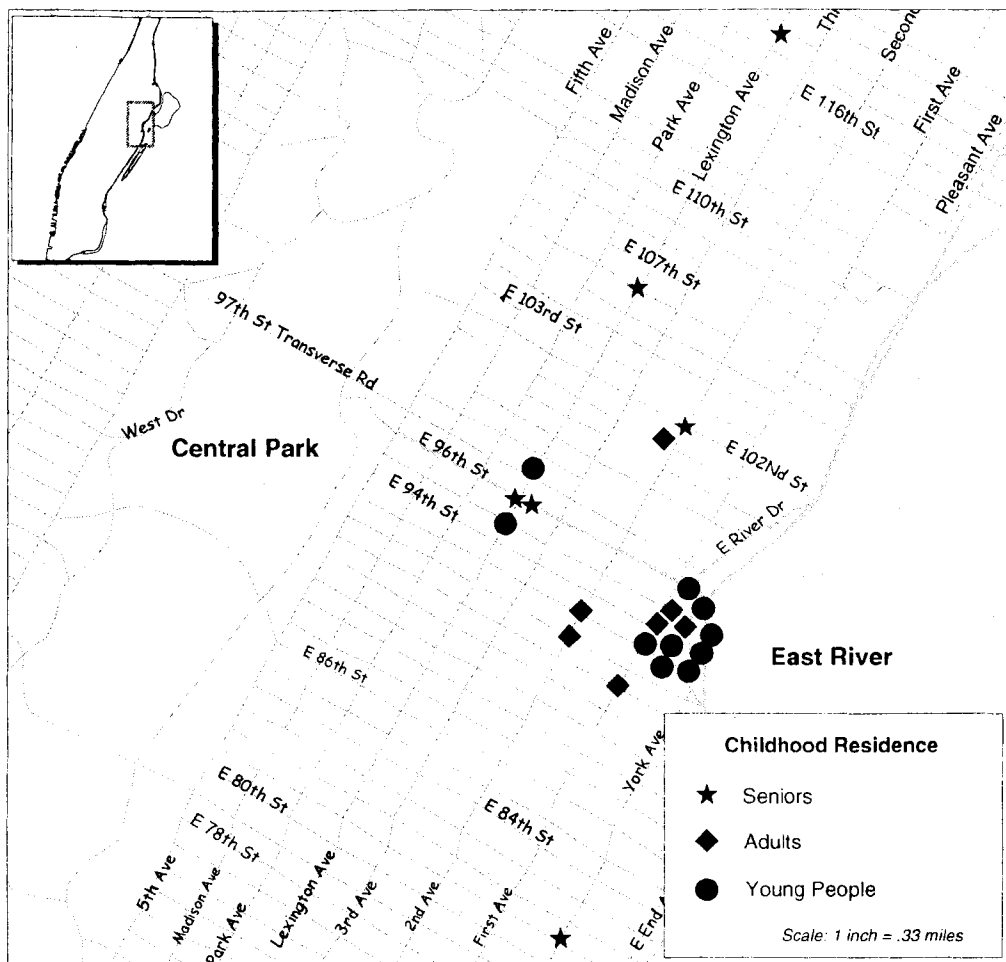 Fifth Ave
Madison Ave
Park Ave
Lexington Ave
First Ave
Pleasant Ave
E 116th St
E 110th St
E 107th St
E 103rd St
97th St Transverse Rd
West Dr
Central Park
E 96th St
E 94th St
E 102Nd St
E River Dr
East River
E 86th St
E 80th St
E 78th St
E 84th St
York Ave
5th Ave
Madison Ave
Park Ave
Lexington Ave
3rd Ave
2nd Ave
First Ave
E End
Childhood Residence
Seniors
Adults
Young People
Scale: 1 inch = .33 miles